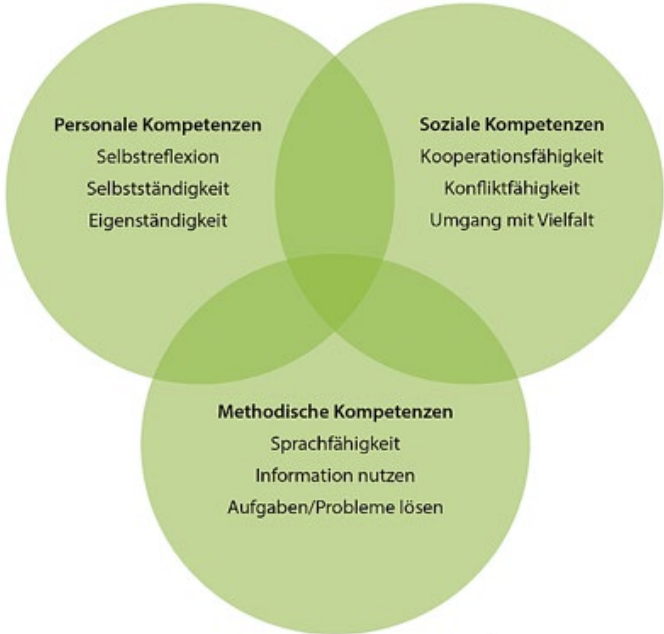 Personale Kompetenzen
Selbstreflexion
Selbstständigkeit
Eigenständigkeit
Soziale Kompetenzen
Kooperationsfähigkeit
Konfliktfähigkeit
Umgang mit Vielfalt
Methodische Kompetenzen
Sprachfähigkeit
Information nutzen
Aufgaben/Probleme lösen